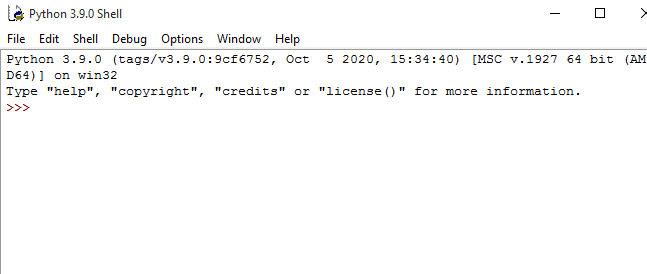 Python 3.9.0 Shell
File Edit Shell Debug Options Window Help
Python 3.9.0 (tags/v3.9.0:9cf6752, Oct  5 2020, 15:34:40) [MSC v.1927 64 bit (AM
D64)] on win32
Type "help", "copyright", "credits" or "license()" for more information.
>>>